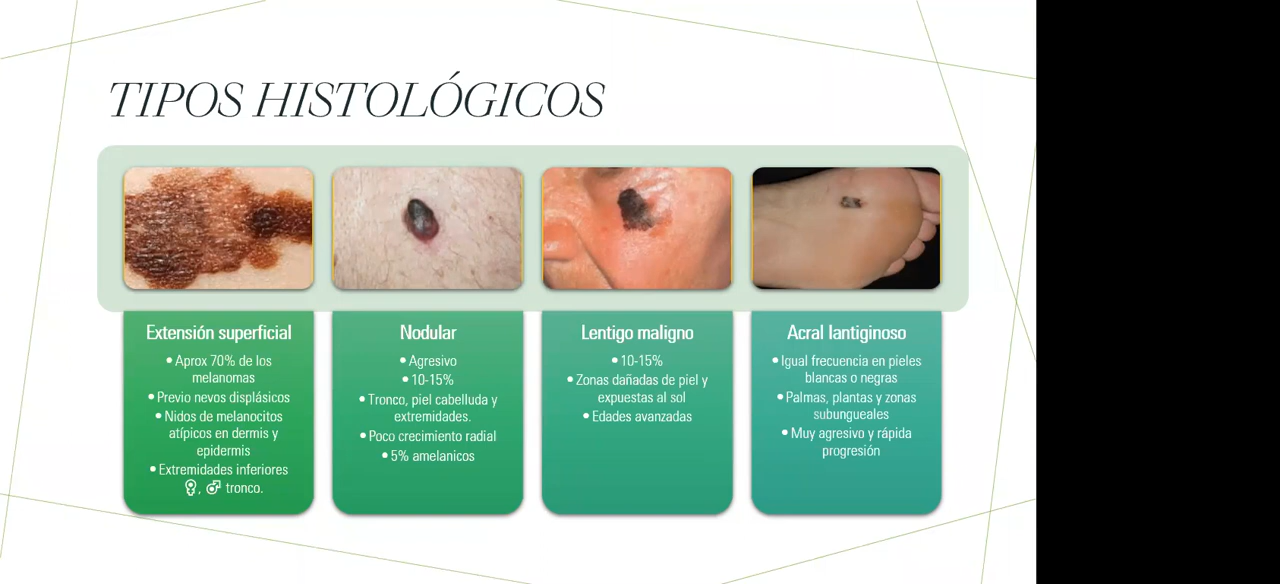 TIPOS HISTOLÓGICOS
Extensión superficial
• Aprox 70% de los
melanomas
• Previo nevos displásicos
• Nidos de melanocitos
atípicos en dermis y
epidermis
• Extremidades inferiores
♀, ♂ tronco.
Nodular
• Agresivo
• 10-15%
• Tronco, piel cabelluda y
extremidades.
• Poco crecimiento radial
• 5% amelanicos
Lentigo maligno
• 10-15%
• Zonas dañadas de piel y
expuestas al sol
• Edades avanzadas
Acral lantiginoso
• Igual frecuencia en pieles
blancas o negras
• Palmas, plantas y zonas
subungueales
• Muy agresivo y rápida
progresión